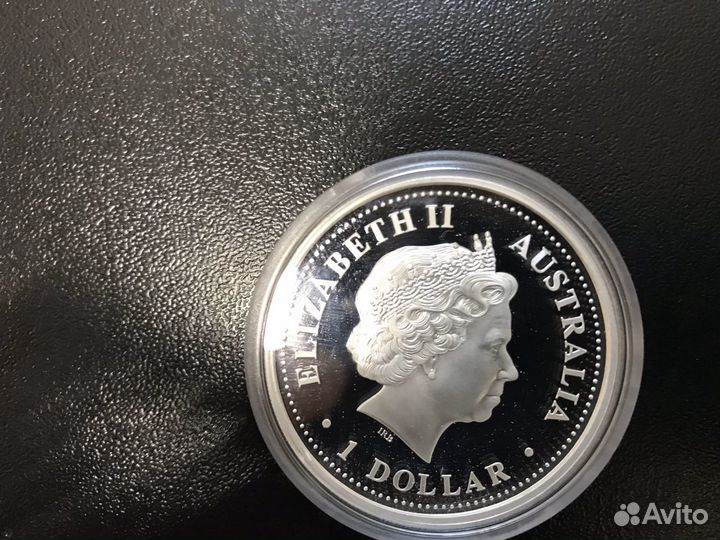 ELIZABETH II
AUSTRALIA
IRB
• 1 DOLLAR •
Avito